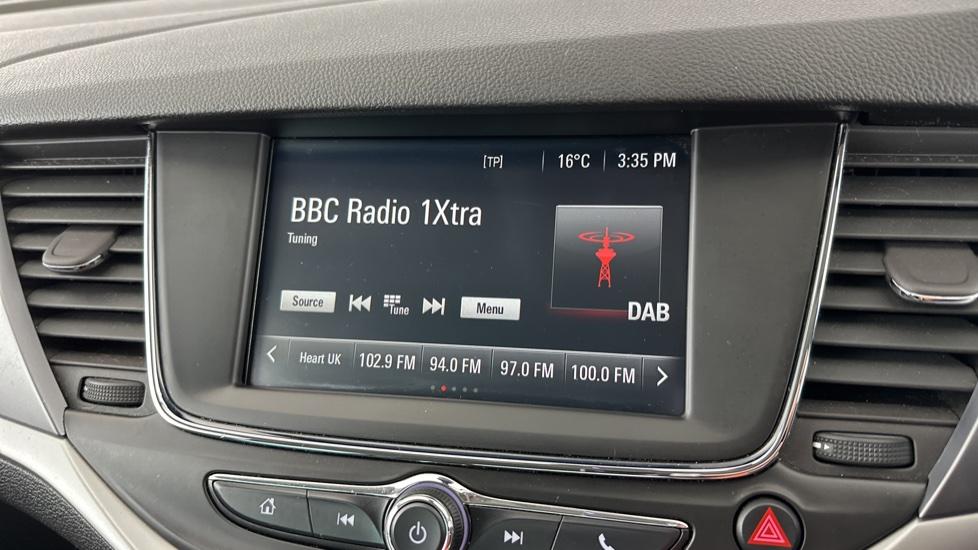 [TP] 16°C 3:35 PM
BBC Radio 1Xtra
Tuning
DAB
Source Tune Menu
Heart UK 102.9 FM 94.0 FM 97.0 FM 100.0 FM